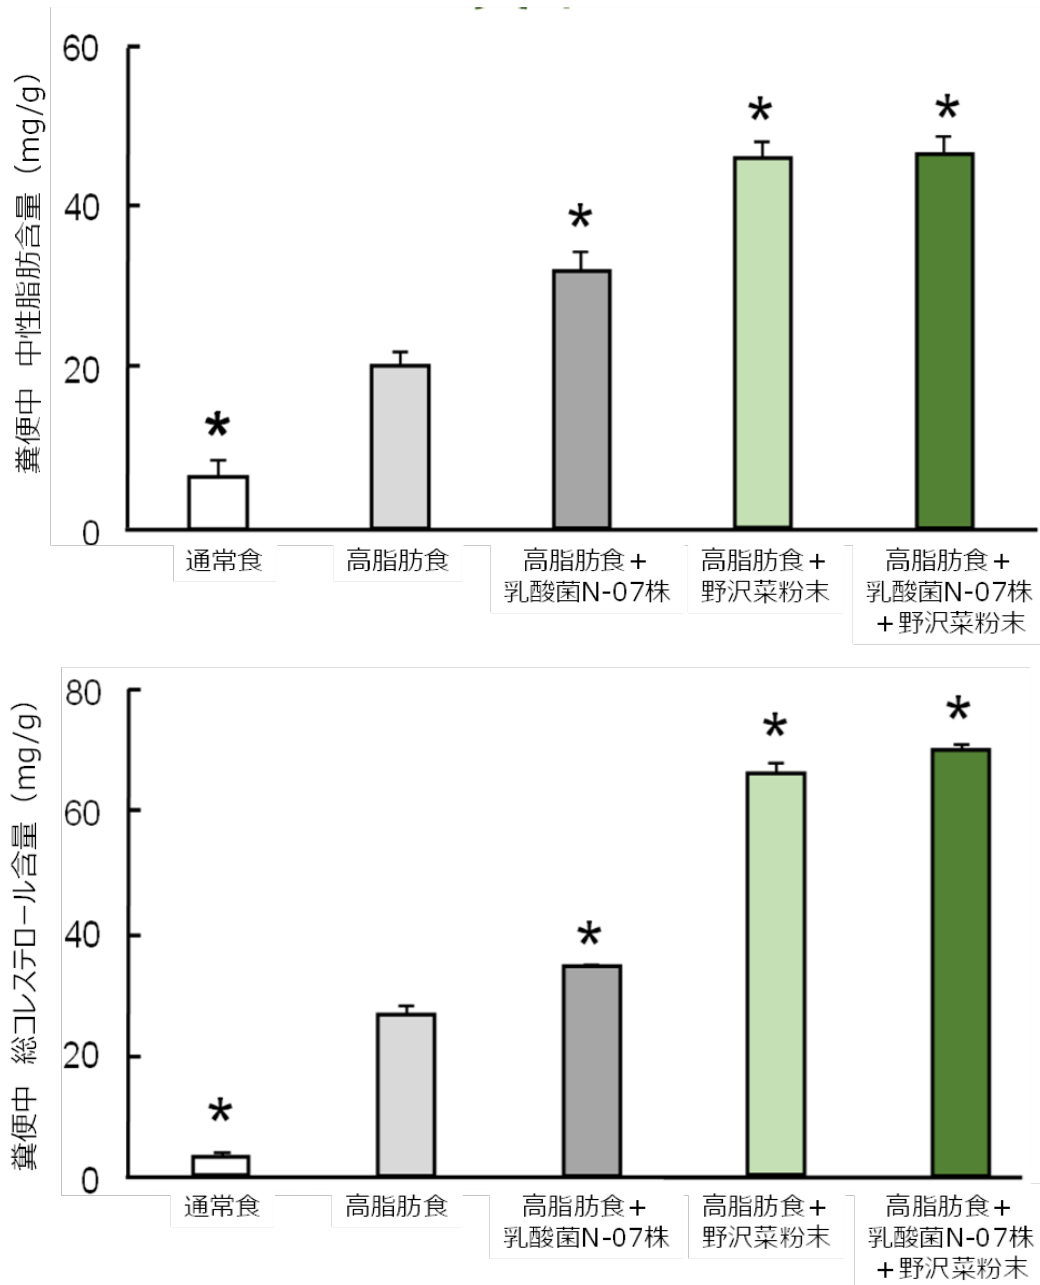 糞便中 中性脂肪含量（mg/g）
60
40
20
0
*
*
*
*
通常食
高脂肪食
高脂肪食+
乳酸菌N-07株
高脂肪食+
野沢菜粉末
高脂肪食+
乳酸菌N-07株
+野沢菜粉末
糞便中 総コレステロール含量（mg/g）
80
60
40
20
0
*
*
*
*
通常食
高脂肪食
高脂肪食+
乳酸菌N-07株
高脂肪食+
野沢菜粉末
高脂肪食+
乳酸菌N-07株
+野沢菜粉末